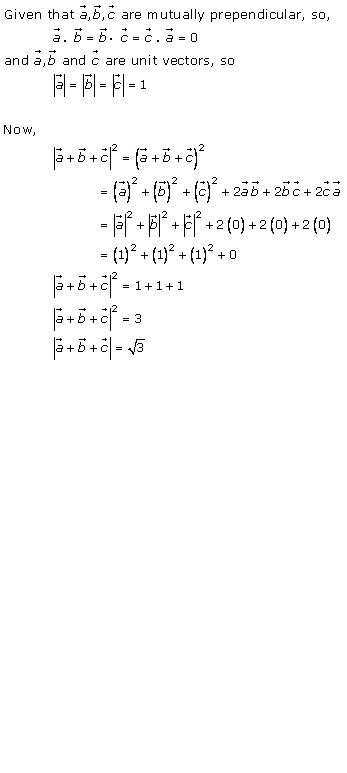 Given that a⃗,b⃗,c⃗ are mutually prependicular, so,
a⃗ . b⃗ = b⃗ . c⃗ = c⃗ . a⃗ = 0
and a⃗,b⃗ and c⃗ are unit vectors, so
|a⃗| = |b⃗| = |c⃗| = 1
Now,
|a⃗ + b⃗ + c⃗|² = (a⃗ + b⃗ + c⃗)²
= (a⃗)² + (b⃗)² + (c⃗)² + 2a⃗b⃗ + 2b⃗c⃗ + 2c⃗a⃗
= |a⃗|² + |b⃗|² + |c⃗|² + 2(0) + 2(0) + 2(0)
= (1)² + (1)² + (1)² + 0
|a⃗ + b⃗ + c⃗|² = 1 + 1 + 1
|a⃗ + b⃗ + c⃗|² = 3
|a⃗ + b⃗ + c⃗| = √3